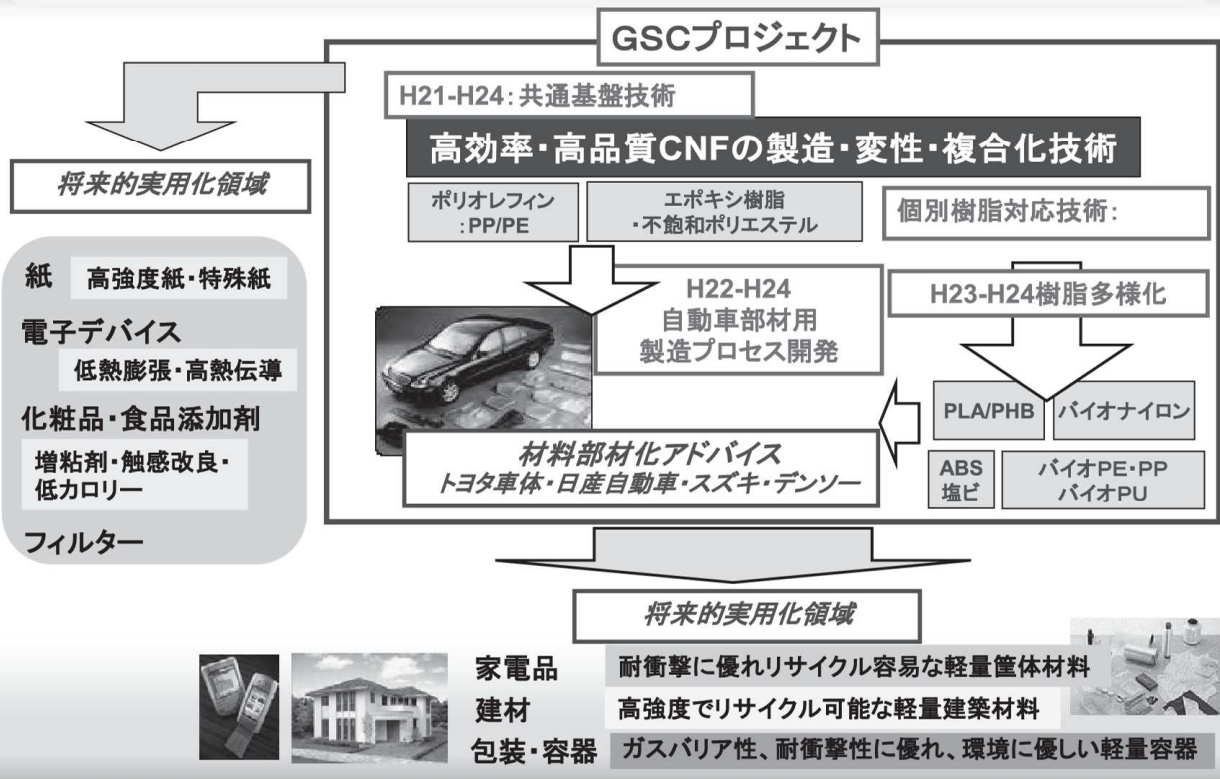 GSCプロジェクト
H21-H24:共通基盤技術
高効率・高品質CNFの製造・変性・複合化技術
ポリオレフィン
:PP/PE
エポキシ樹脂
・不飽和ポリエステル
個別樹脂対応技術:
H22-H24
自動車部材用
製造プロセス開発
H23-H24樹脂多様化
PLA/PHB
バイオナイロン
ABS
塩ビ
バイオPE・PP
バイオPU
材料部材化アドバイス
トヨタ車体・日産自動車・スズキ・デンソー
将来的実用化領域
紙
高強度紙・特殊紙
電子デバイス
低熱膨張・高熱伝導
化粧品・食品添加剤
増粘剤・触感改良・
低カロリー
フィルター
将来的実用化領域
家電品
耐衝撃に優れリサイクル容易な軽量筐体材料
建材
高強度でリサイクル可能な軽量建築材料
包装・容器
ガスバリア性、耐衝撃性に優れ、環境に優しい軽量容器